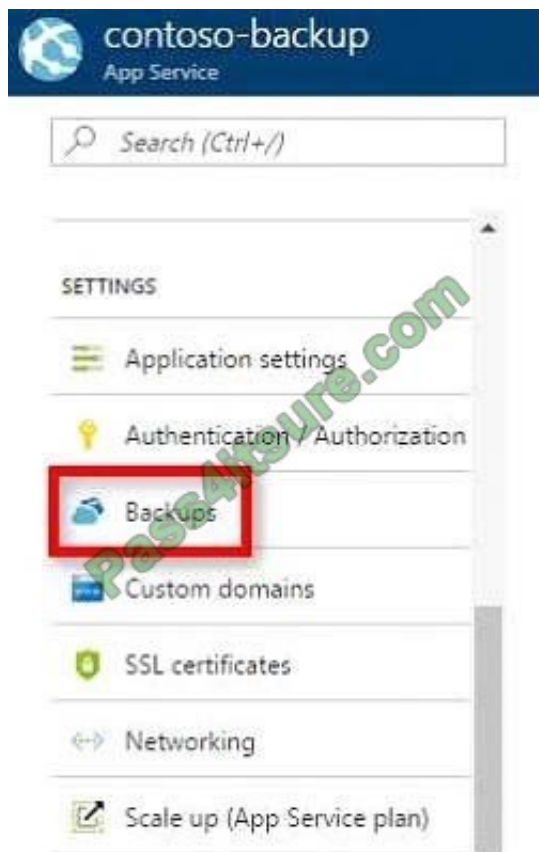 contoso-backup
App Service
Search (Ctrl+/)
SETTINGS
Application settings
Authentication / Authorization
Backups
Custom domains
SSL certificates
Networking
Scale up (App Service plan)
Pass4itsure.com